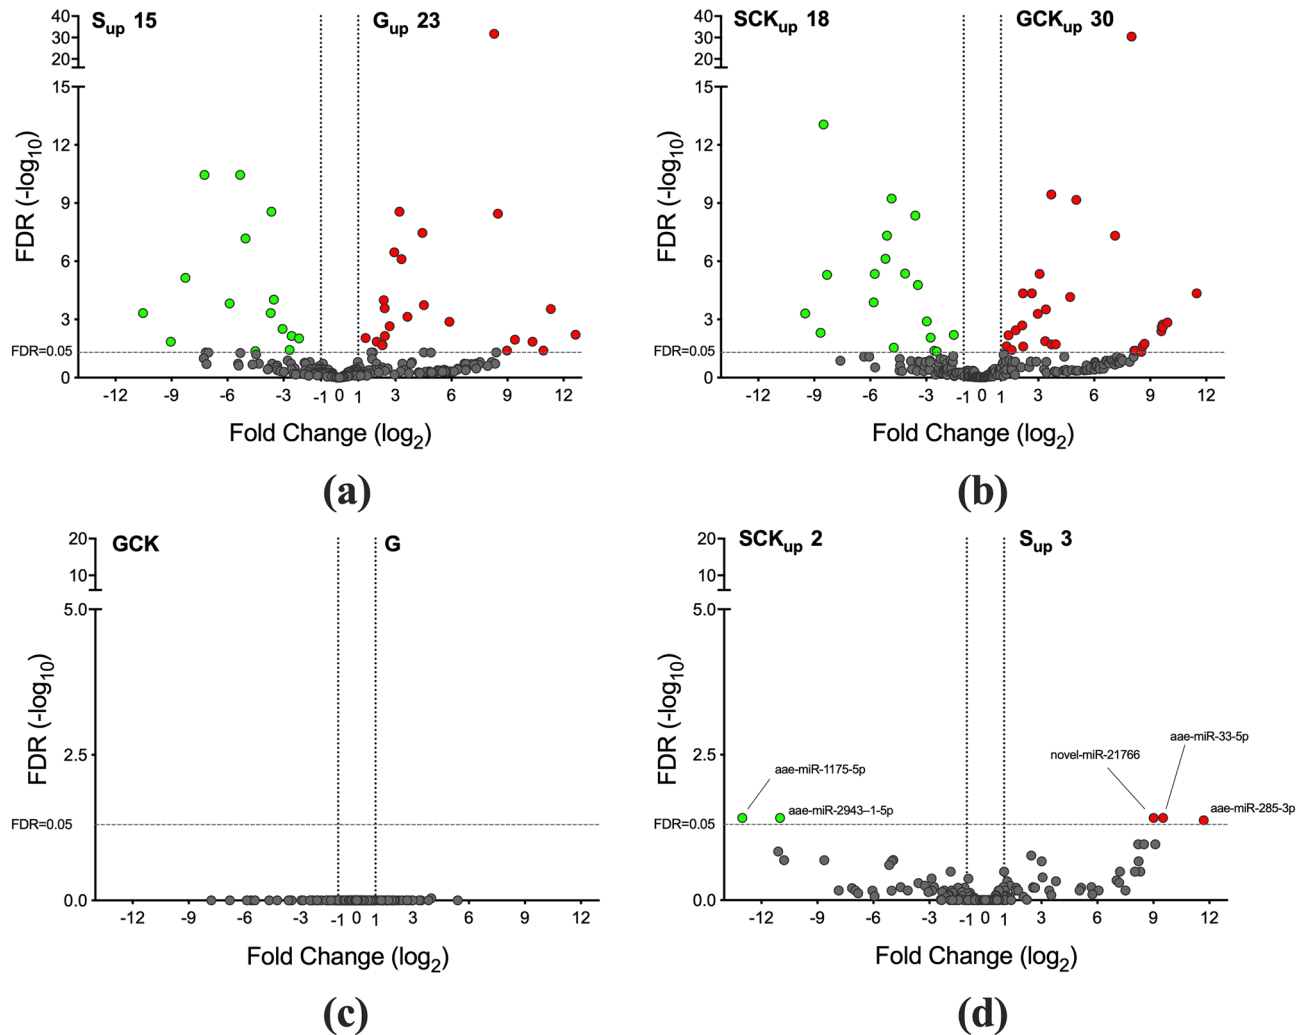 S_up 15 G_up 23
40
30
20
15
12
9
6
3
0
FDR (-log10)
FDR=0.05
-12 -9 -6 -3 -1 0 1 3 6 9 12
Fold Change (log2)
(a)
SCK_up 18 GCK_up 30
40
30
20
15
12
9
6
3
0
FDR (-log10)
FDR=0.05
-12 -9 -6 -3 -1 0 1 3 6 9 12
Fold Change (log2)
(b)
GCK G
20
10
5.0
2.5
0.0
FDR (-log10)
FDR=0.05
-12 -9 -6 -3 -1 0 1 3 6 9 12
Fold Change (log2)
(c)
SCK_up 2 S_up 3
20
10
5.0
2.5
0.0
FDR (-log10)
aae-miR-33-5p
novel-miR-21766
aae-miR-1175-5p
aae-miR-2943–1-5p
aae-miR-285-3p
FDR=0.05
-12 -9 -6 -3 -1 0 1 3 6 9 12
Fold Change (log2)
(d)